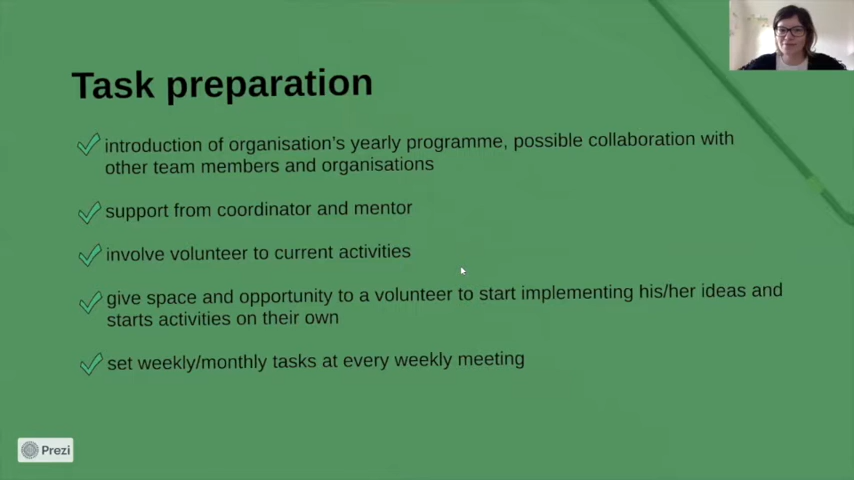 Task preparation
introduction of organisation's yearly programme, possible collaboration with
other team members and organisations
support from coordinator and mentor
involve volunteer to current activities
give space and opportunity to a volunteer to start implementing his/her ideas and
starts activities on their own
set weekly/monthly tasks at every weekly meeting
Prezi